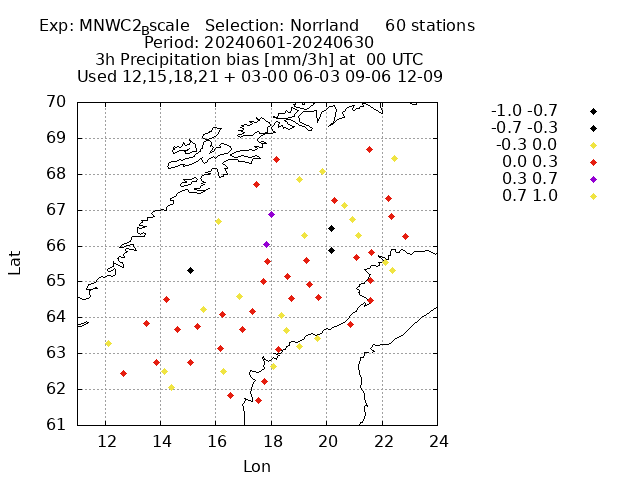 Exp: MNWC2Bscale Selection: Norrland 60 stations
Period: 20240601-20240630
3h Precipitation bias [mm/3h] at 00 UTC
Used 12,15,18,21 + 03-00 06-03 09-06 12-09
70
69
68
67
66
65
64
63
62
61
Lat
12 14 16 18 20 22 24
Lon
-1.0 -0.7
-0.7 -0.3
-0.3 0.0
0.0 0.3
0.3 0.7
0.7 1.0